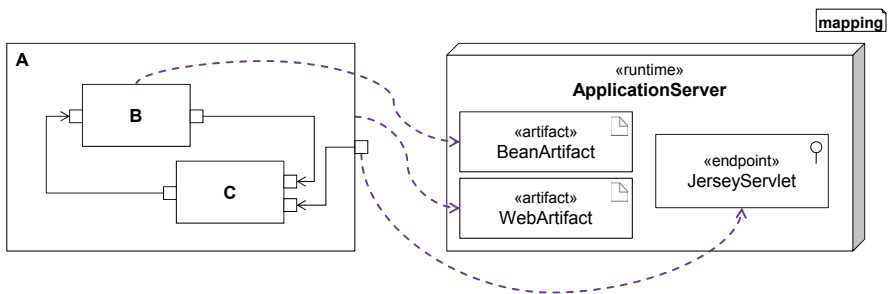 mapping
A
B
C
«runtime»
ApplicationServer
«artifact»
BeanArtifact
«artifact»
WebArtifact
«endpoint»
JerseyServlet